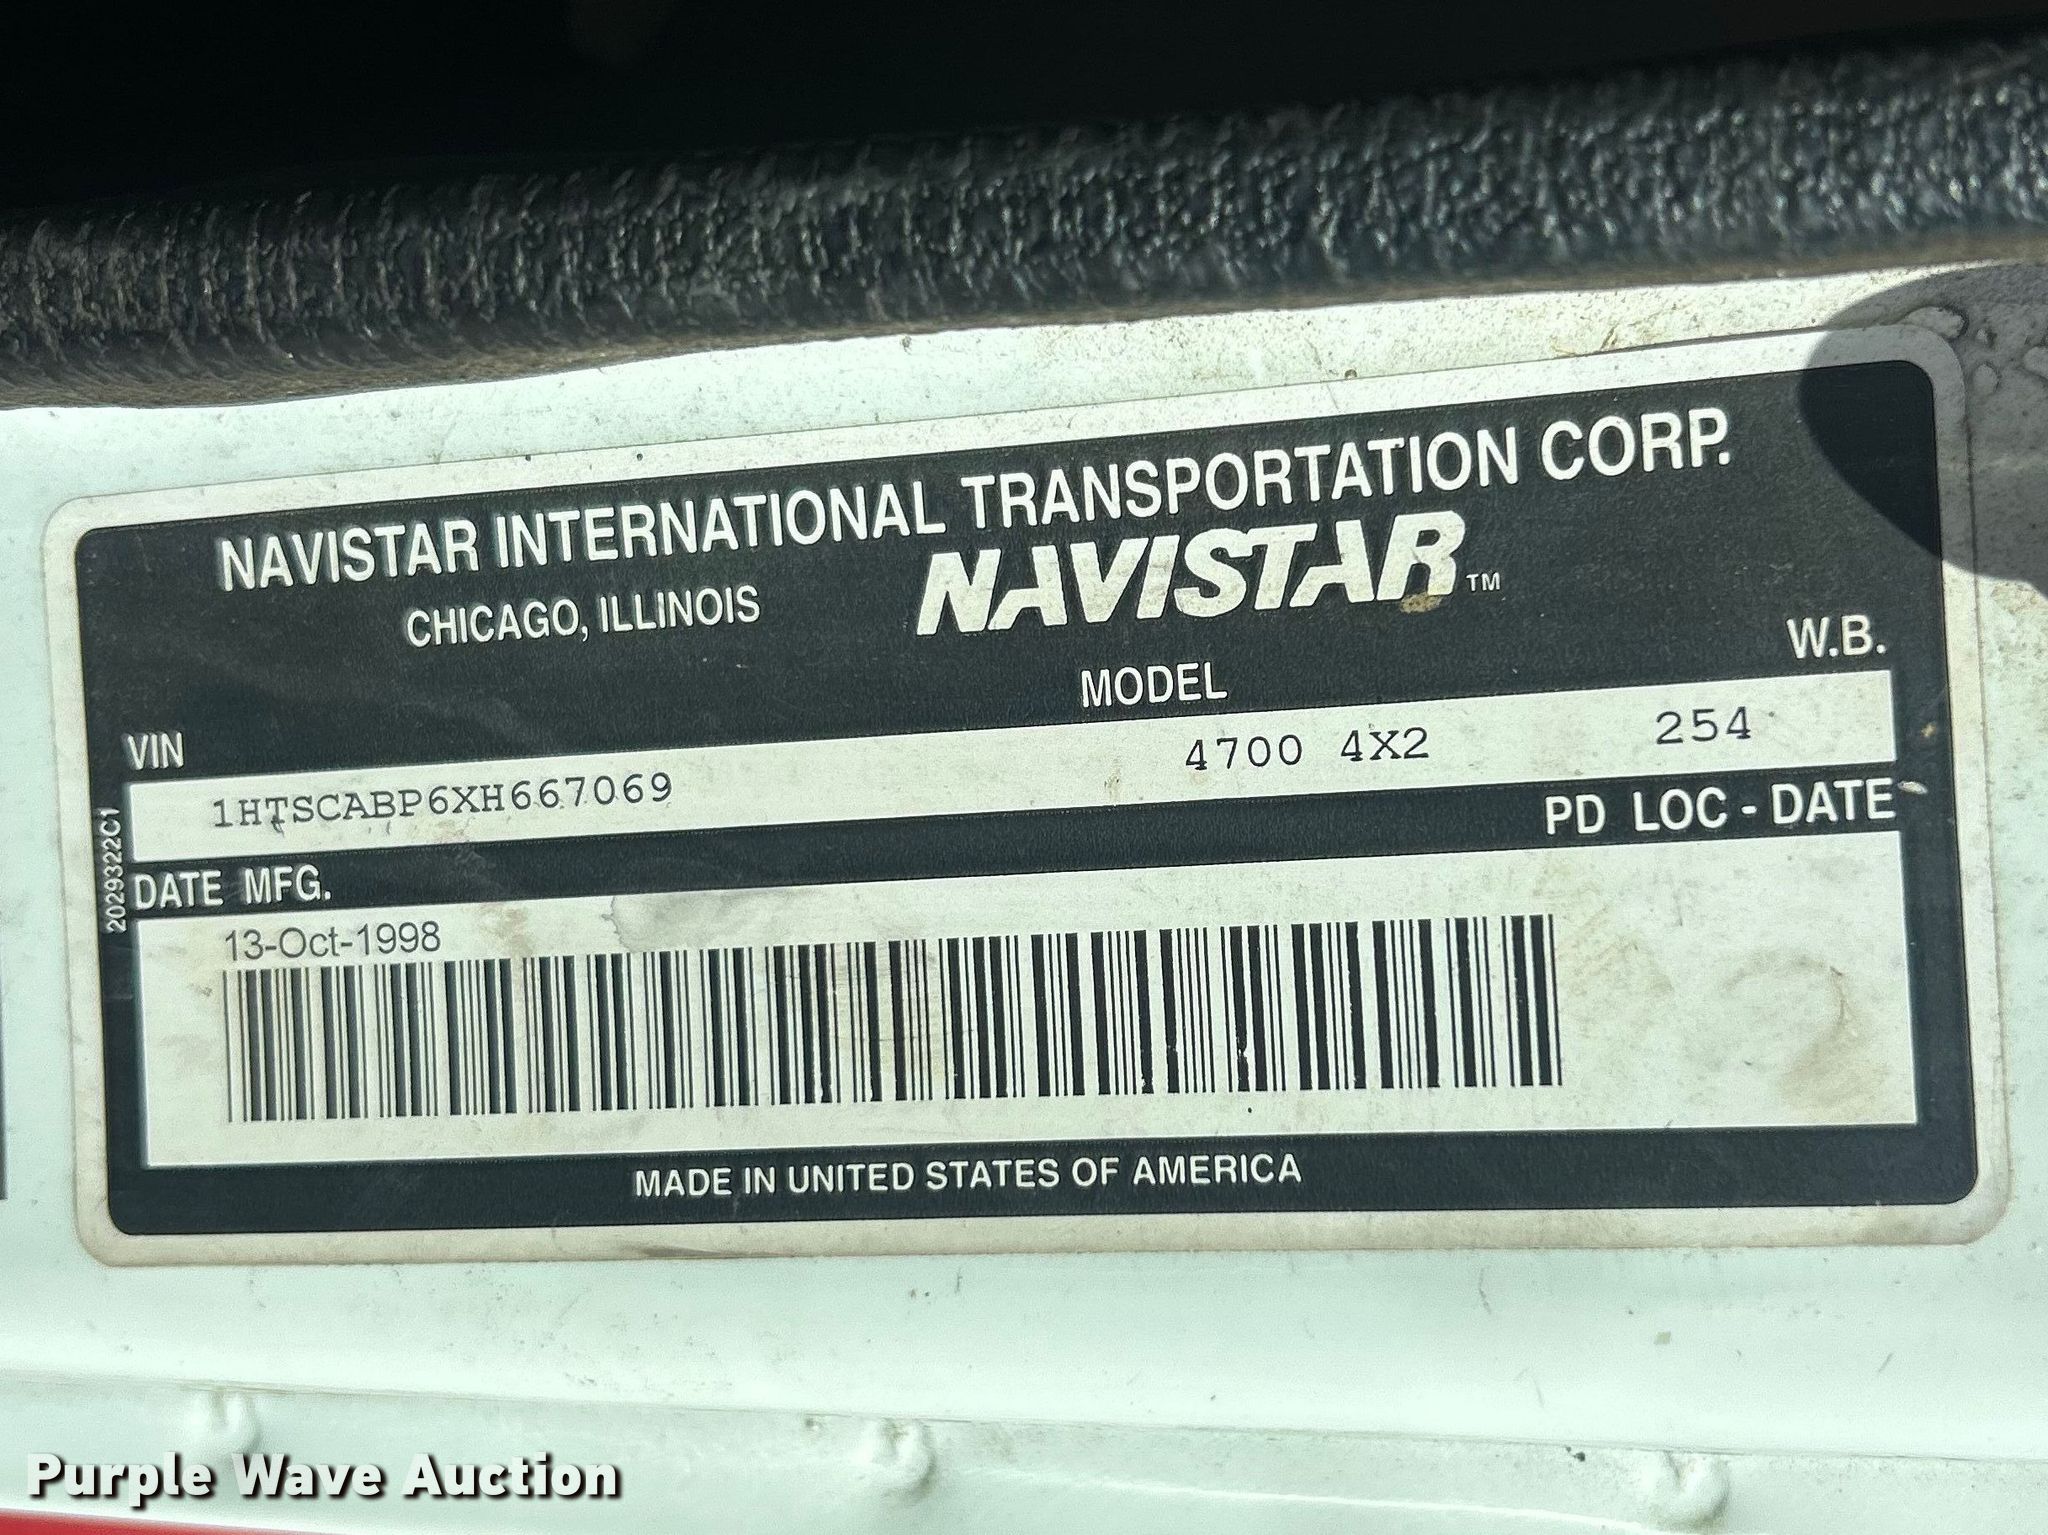 NAVISTAR INTERNATIONAL TRANSPORTATION CORP.
CHICAGO, ILLINOIS
NAVISTAR™
VIN
MODEL
W.B.
1HTSCABP6XH667069
4700 4X2
254
PD LOC - DATE
DATE MFG.
13-Oct-1998
2029322C1
MADE IN UNITED STATES OF AMERICA
Purple Wave Auction